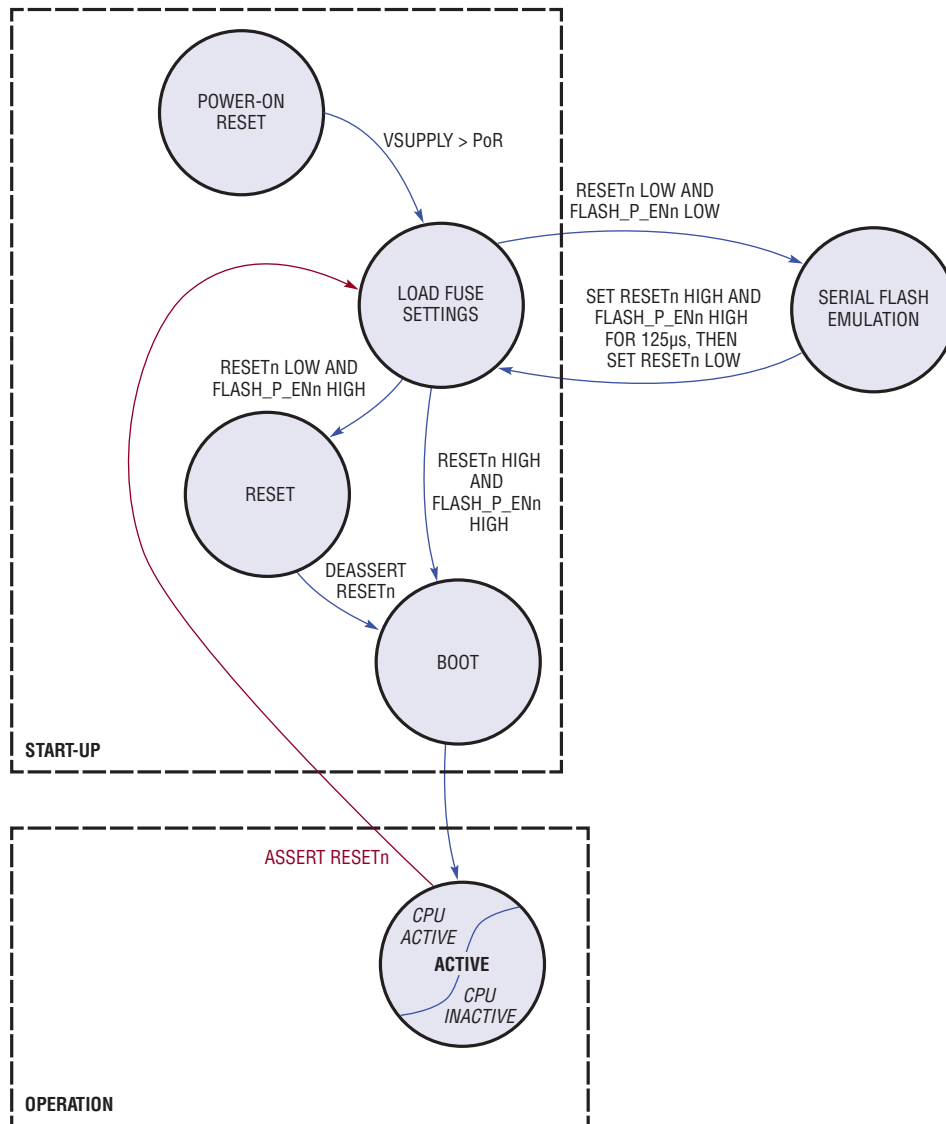 POWER-ON
RESET
VSUPPLY > PoR
RESETn LOW AND
FLASH_P_ENn LOW
LOAD FUSE
SETTINGS
SET RESETn HIGH AND
FLASH_P_ENn HIGH
FOR 125µs, THEN
SET RESETn LOW
SERIAL FLASH
EMULATION
RESETn LOW AND
FLASH_P_ENn HIGH
RESET
RESETn HIGH
AND
FLASH_P_ENn
HIGH
DEASSERT
RESETn
BOOT
START-UP
ASSERT RESETn
CPU
ACTIVE
ACTIVE
CPU
INACTIVE
OPERATION